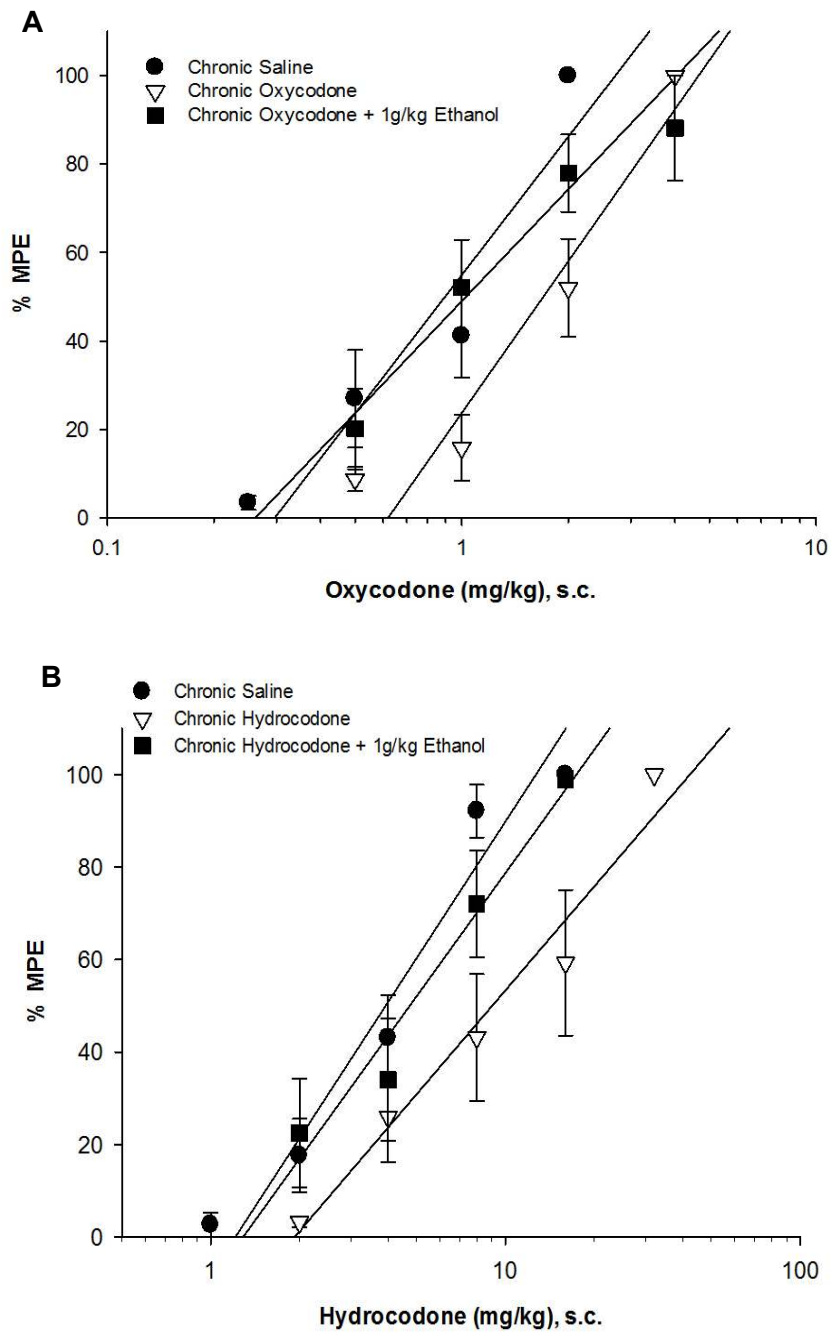 A
Chronic Saline
Chronic Oxycodone
Chronic Oxycodone + 1g/kg Ethanol
100
80
60
40
20
0
% MPE
0.1 1 10
Oxycodone (mg/kg), s.c.
B
Chronic Saline
Chronic Hydrocodone
Chronic Hydrocodone + 1g/kg Ethanol
100
80
60
40
20
0
% MPE
1 10 100
Hydrocodone (mg/kg), s.c.